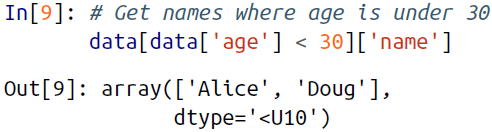 In[9]: # Get names where age is under 30
data[data['age'] < 30]['name']
Out[9]: array(['Alice', 'Doug'],
dtype='<U10')